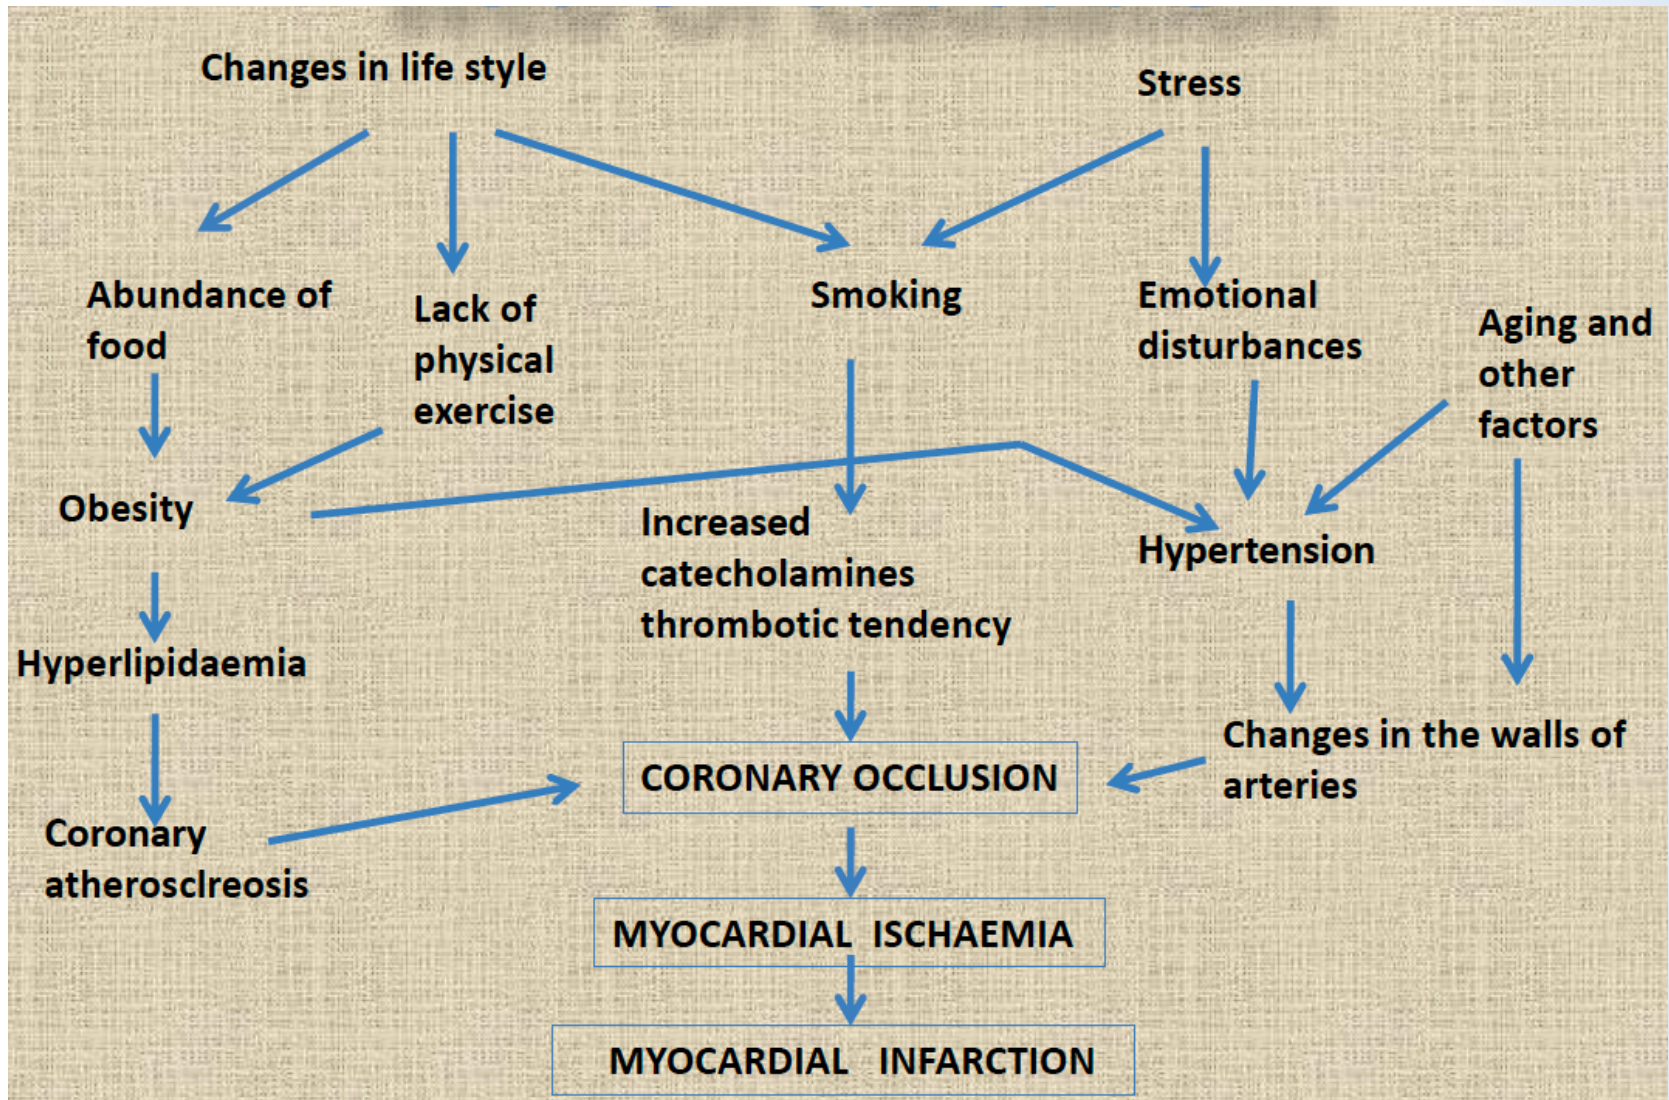 Changes in life style
Stress
Abundance of
food
Lack of
physical
exercise
Smoking
Emotional
disturbances
Aging and
other
factors
Obesity
Increased
catecholamines
thrombotic tendency
Hypertension
Hyperlipidaemia
Changes in the walls of
arteries
CORONARY OCCLUSION
Coronary
atherosclreosis
MYOCARDIAL ISCHAEMIA
MYOCARDIAL INFARCTION